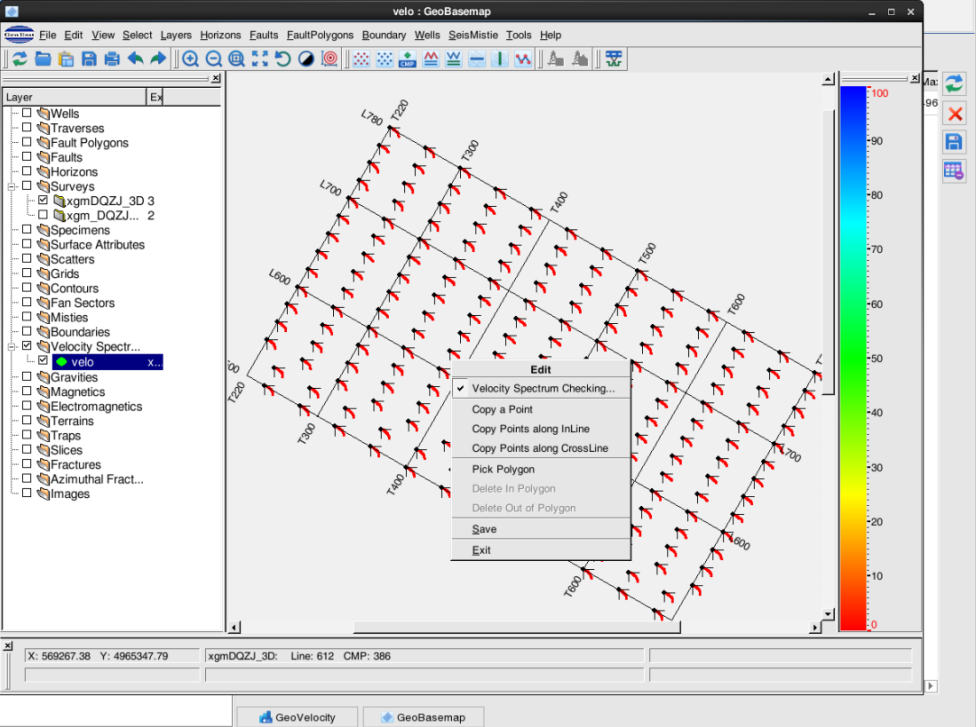 velo : GeoBasemap
File Edit View Select Layers Horizons Faults FaultPolygons Boundary Wells SeisMistie Tools Help
CMP
Layer Ex
Wells
Traverses
Fault Polygons
Faults
Horizons
Surveys
xgmDQZJ_3D 3
xgm_DQZJ... 2
Specimens
Surface Attributes
Scatters
Grids
Contours
Fan Sectors
Misties
Boundaries
Velocity Spectr...
velo x...
Gravities
Magnetics
Electromagnetics
Terrains
Traps
Slices
Fractures
Azimuthal Fract...
Images
L780 T220
T300
L700
T400
T500
L600
T600
T220
T300
T400
L700
L600
T600
Edit
Velocity Spectrum Checking...
Copy a Point
Copy Points along InLine
Copy Points along CrossLine
Pick Polygon
Delete In Polygon
Delete Out of Polygon
Save
Exit
100
90
80
70
60
50
40
30
20
10
0
96
X: 569267.38 Y: 4965347.79
xgmDQZJ_3D: Line: 612 CMP: 386
GeoVelocity
GeoBasemap